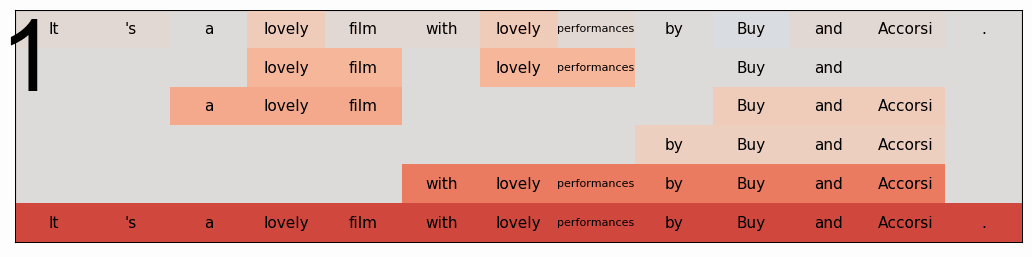 1
It 's a lovely film with lovely performances by Buy and Accorsi .
lovely film lovely performances Buy and
a lovely film Buy and Accorsi
by Buy and Accorsi
with lovely performances by Buy and Accorsi
It 's a lovely film with lovely performances by Buy and Accorsi .